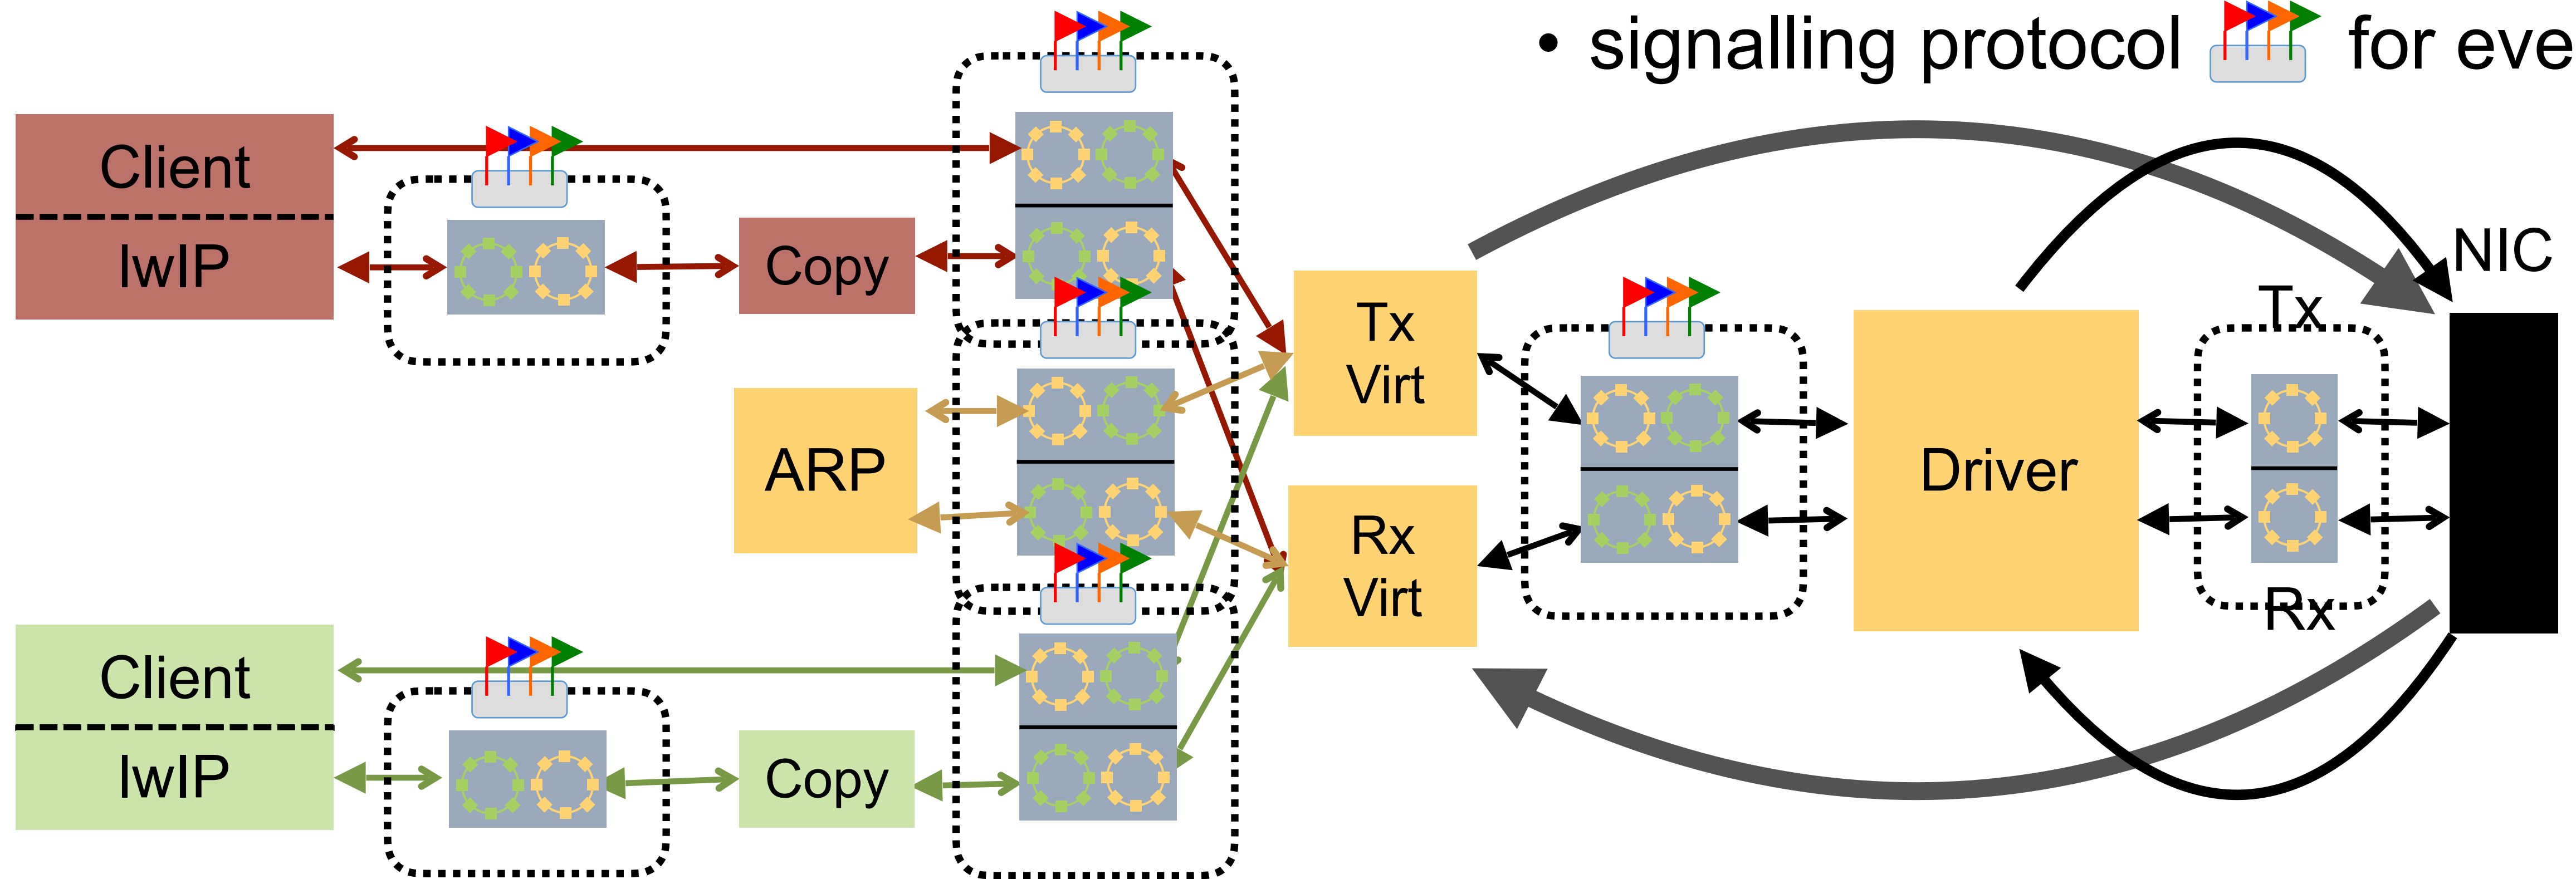 • signalling protocol for eve
Client
lwIP
Copy
ARP
Client
lwIP
Copy
Tx
Virt
Rx
Virt
Driver
NIC
Tx
Rx